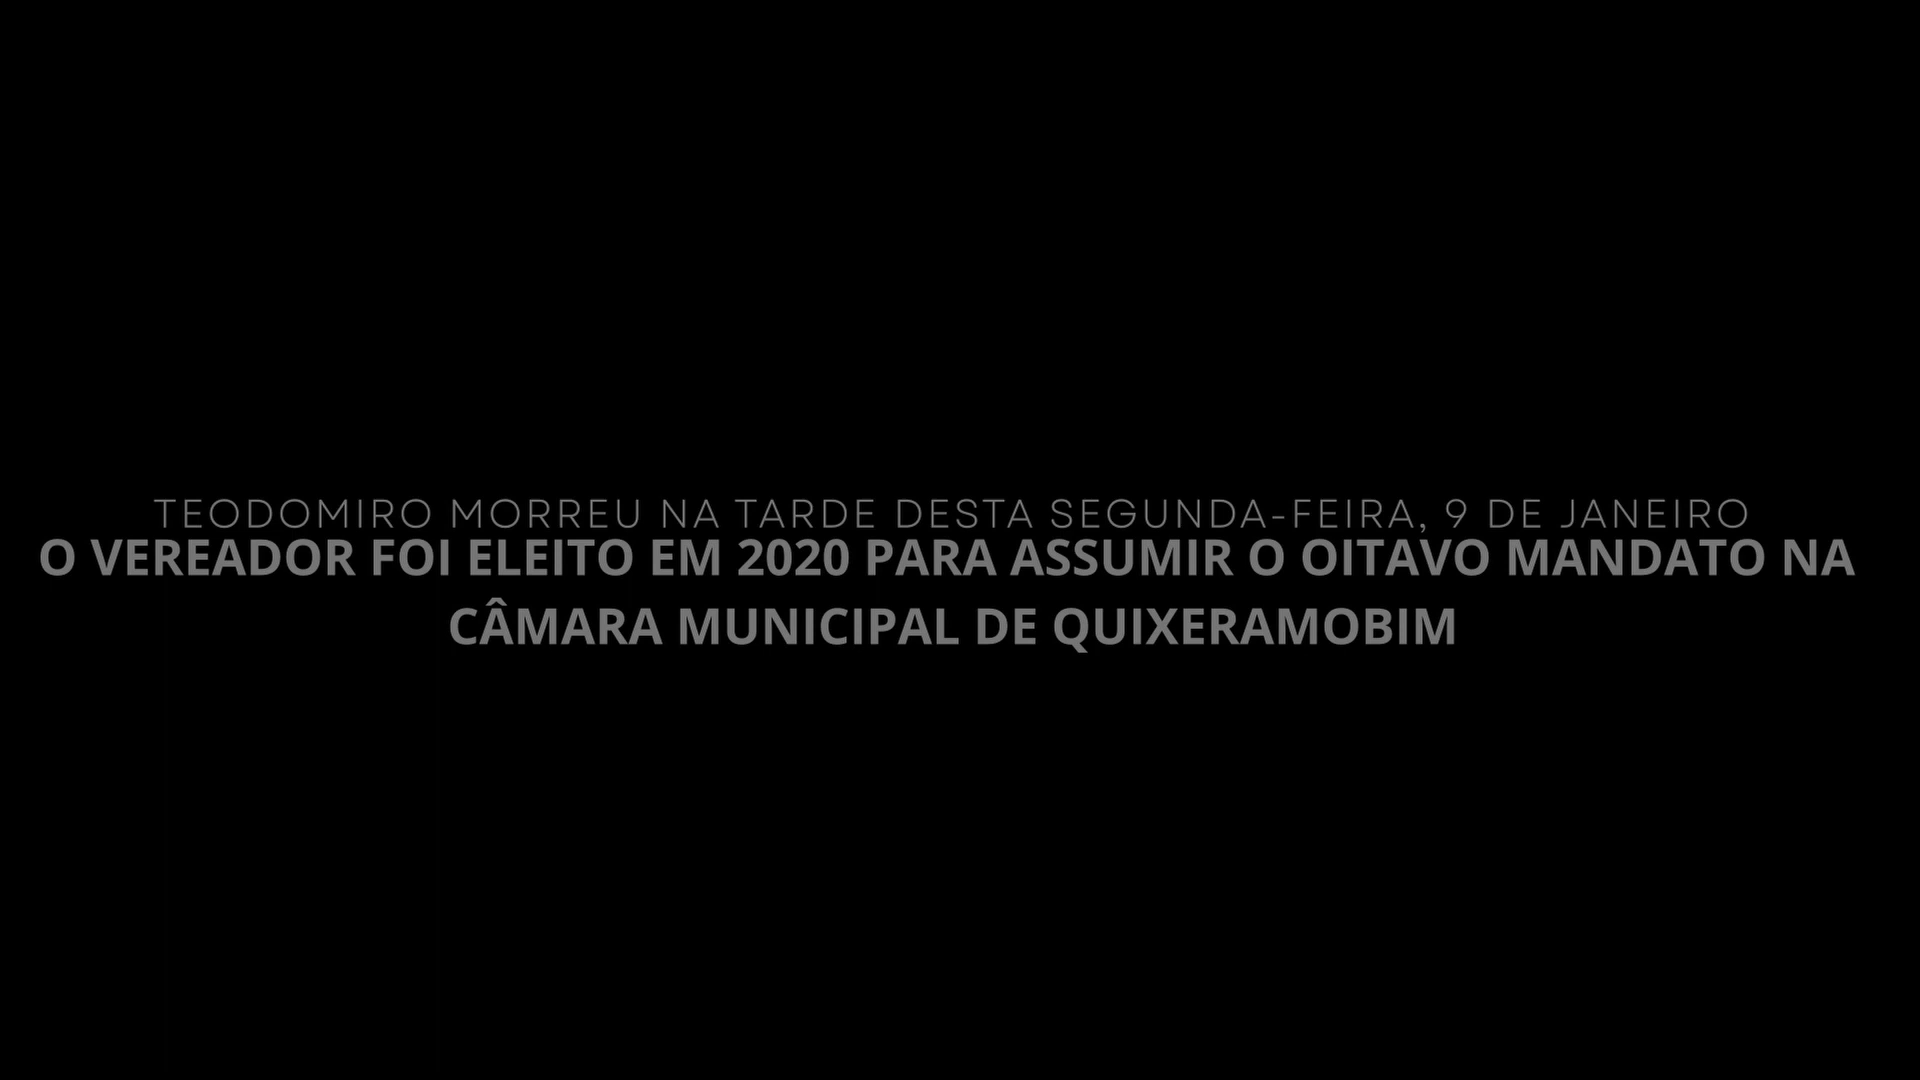 TEODOMIRO MORREU NA TARDE DESTA SEGUNDA-FEIRA, 9 DE JANEIRO
O VEREADOR FOI ELEITO EM 2020 PARA ASSUMIR O OITAVO MANDATO NA
CÂMARA MUNICIPAL DE QUIXERAMOBIM